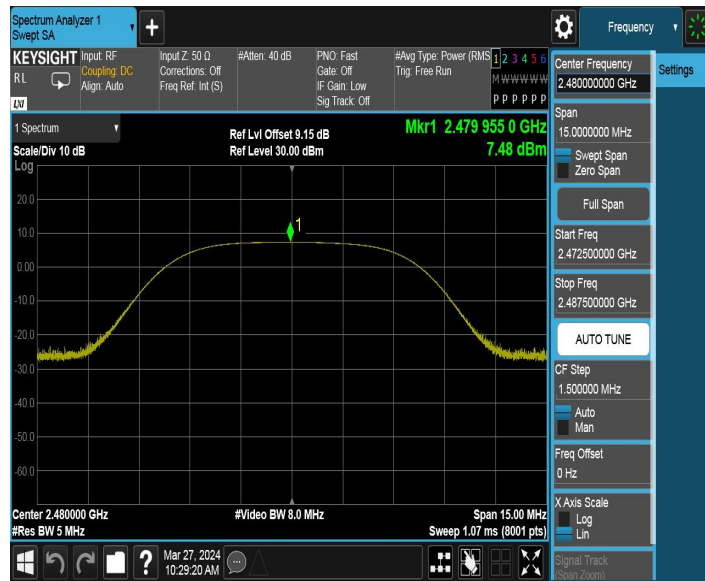 Spectrum Analyzer 1
Swept SA
+
Frequency
KEYSIGHT
RL
LXI
Input: RF
Coupling: DC
Align: Auto
Input Z: 50 Ω
Corrections: Off
Freq Ref: Int (S)
#Atten: 40 dB
PNO: Fast
Gate: Off
IF Gain: Low
Sig Track: Off
#Avg Type: Power (RMS
Trig: Free Run
1 2 3 4 5 6
M W W W W W
P P P P P P
1 Spectrum
Scale/Div 10 dB
Log
Ref Lvl Offset 9.15 dB
Ref Level 30.00 dBm
Mkr1 2.479 955 0 GHz
7.48 dBm
20.0
10.0
0.00
-10.0
-20.0
-30.0
-40.0
-50.0
-60.0
1
Center 2.480000 GHz
#Res BW 5 MHz
#Video BW 8.0 MHz
Span 15.00 MHz
Sweep 1.07 ms (8001 pts)
Center Frequency
2.480000000 GHz
Span
15.0000000 MHz
Swept Span
Zero Span
Full Span
Start Freq
2.472500000 GHz
Stop Freq
2.487500000 GHz
AUTO TUNE
CF Step
1.500000 MHz
Auto
Man
Freq Offset
0 Hz
X Axis Scale
Log
Lin
Signal Track
(Span Zoom)
Settings
?
Mar 27, 2024
10:29:20 AM